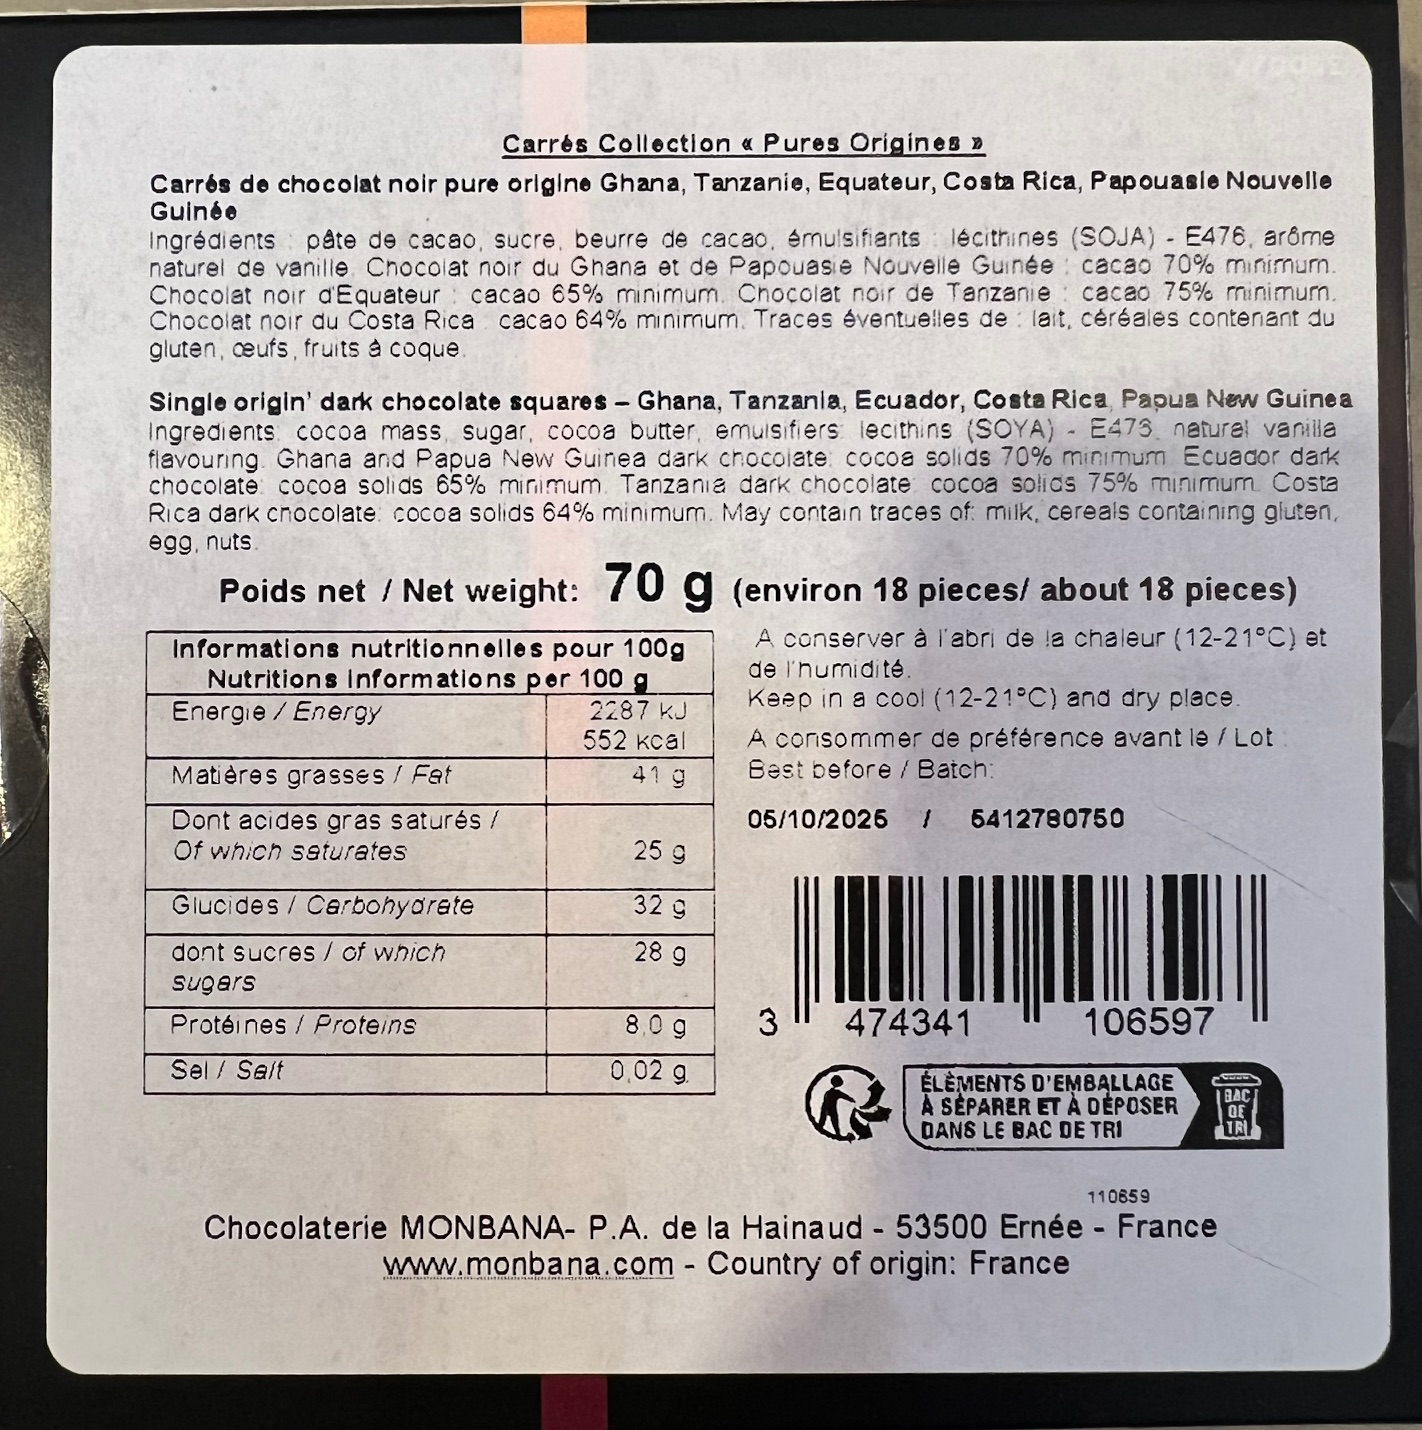 Carrés Collection « Pures Origines »
Carrés de chocolat noir pure origine Ghana, Tanzanie, Equateur, Costa Rica, Papouasie Nouvelle
Guinée
Ingrédients : pâte de cacao, sucre, beurre de cacao, émulsifiants : lécithines (SOJA) - E476, arôme
naturel de vanille. Chocolat noir du Ghana et de Papouasie Nouvelle Guinée : cacao 70% minimum.
Chocolat noir d'Equateur : cacao 65% minimum. Chocolat noir de Tanzanie : cacao 75% minimum.
Chocolat noir du Costa Rica : cacao 64% minimum. Traces éventuelles de : lait, céréales contenant du
gluten, œufs, fruits à coque.
Single origin' dark chocolate squares – Ghana, Tanzania, Ecuador, Costa Rica, Papua New Guinea
Ingredients: cocoa mass, sugar, cocoa butter, emulsifiers: lecithins (SOYA) - E476, natural vanilla
flavouring. Ghana and Papua New Guinea dark chocolate: cocoa solids 70% minimum. Ecuador dark
chocolate: cocoa solids 65% minimum. Tanzania dark chocolate: cocoa solids 75% minimum. Costa
Rica dark chocolate: cocoa solids 64% minimum. May contain traces of: milk, cereals containing gluten,
egg, nuts.
Poids net / Net weight: 70 g (environ 18 pieces/ about 18 pieces)
Informations nutritionnelles pour 100g
Nutritions Informations per 100 g
Energie / Energy 2287 kJ
552 kcal
Matières grasses / Fat 41 g
Dont acides gras saturés /
Of which saturates 25 g
Glucides / Carbohydrate 32 g
dont sucres / of which 28 g
sugars
Protéines / Proteins 8,0 g
Sel / Salt 0,02 g
A conserver à l'abri de la chaleur (12-21°C) et
de l'humidité.
Keep in a cool (12-21°C) and dry place.
A consommer de préférence avant le / Lot :
Best before / Batch:
05/10/2025 / 5412780750
3 474341 106597
ÉLÉMENTS D'EMBALLAGE
À SÉPARER ET À DÉPOSER
DANS LE BAC DE TRI
BAC
DE
TRI
110659
Chocolaterie MONBANA- P.A. de la Hainaud - 53500 Ernée - France
www.monbana.com - Country of origin: France